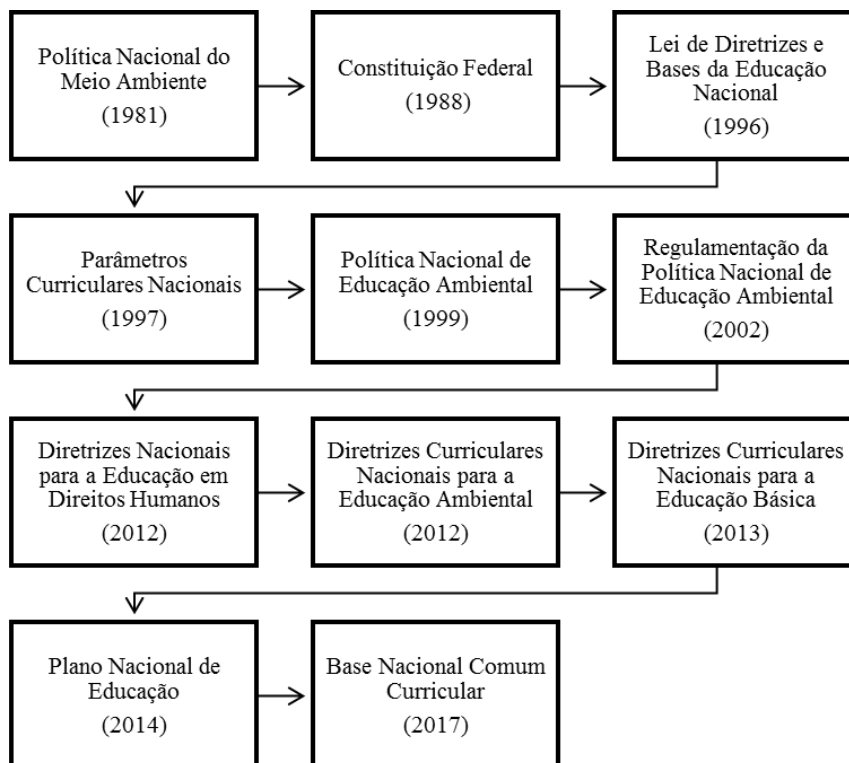 Política Nacional do
Meio Ambiente
(1981)
Constituição Federal
(1988)
Lei de Diretrizes e
Bases da Educação
Nacional
(1996)
Parâmetros
Curriculares Nacionais
(1997)
Política Nacional de
Educação Ambiental
(1999)
Regulamentação da
Política Nacional de
Educação Ambiental
(2002)
Diretrizes Nacionais
para a Educação em
Direitos Humanos
(2012)
Diretrizes Curriculares
Nacionais para a
Educação Ambiental
(2012)
Diretrizes Curriculares
Nacionais para a
Educação Básica
(2013)
Plano Nacional de
Educação
(2014)
Base Nacional Comum
Curricular
(2017)